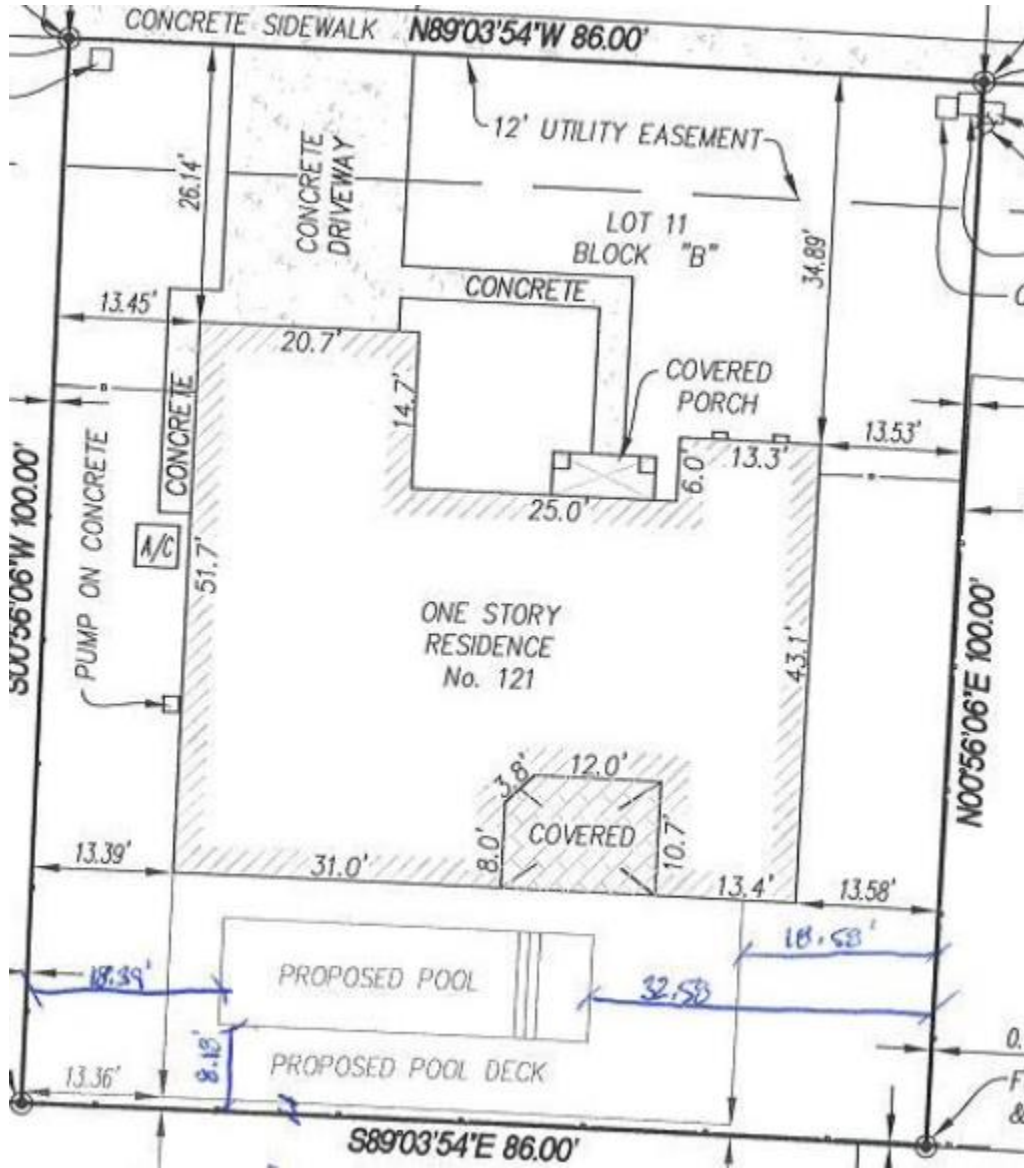 CONCRETE SIDEWALK N89°03'54"W 86.00'
12' UTILITY EASEMENT
CONCRETE
DRIVEWAY
26.14'
LOT 11
BLOCK "B"
34.89'
13.45'
CONCRETE
20.7'
14.7'
COVERED
PORCH
13.53'
13.3'
6.0'
25.0'
CONCRETE
PUMP ON CONCRETE
A/C
S00°56'06"W 100.00'
51.7'
ONE STORY
RESIDENCE
No. 121
43.1'
N00°56'06"E 100.00'
12.0'
3.8'
COVERED
8.0'
10.7'
13.39'
31.0'
13.4'
13.58'
18.58'
PROPOSED POOL
18.39'
32.58
8.18'
PROPOSED POOL DECK
13.36'
0.
F
&
S89°03'54"E 86.00'